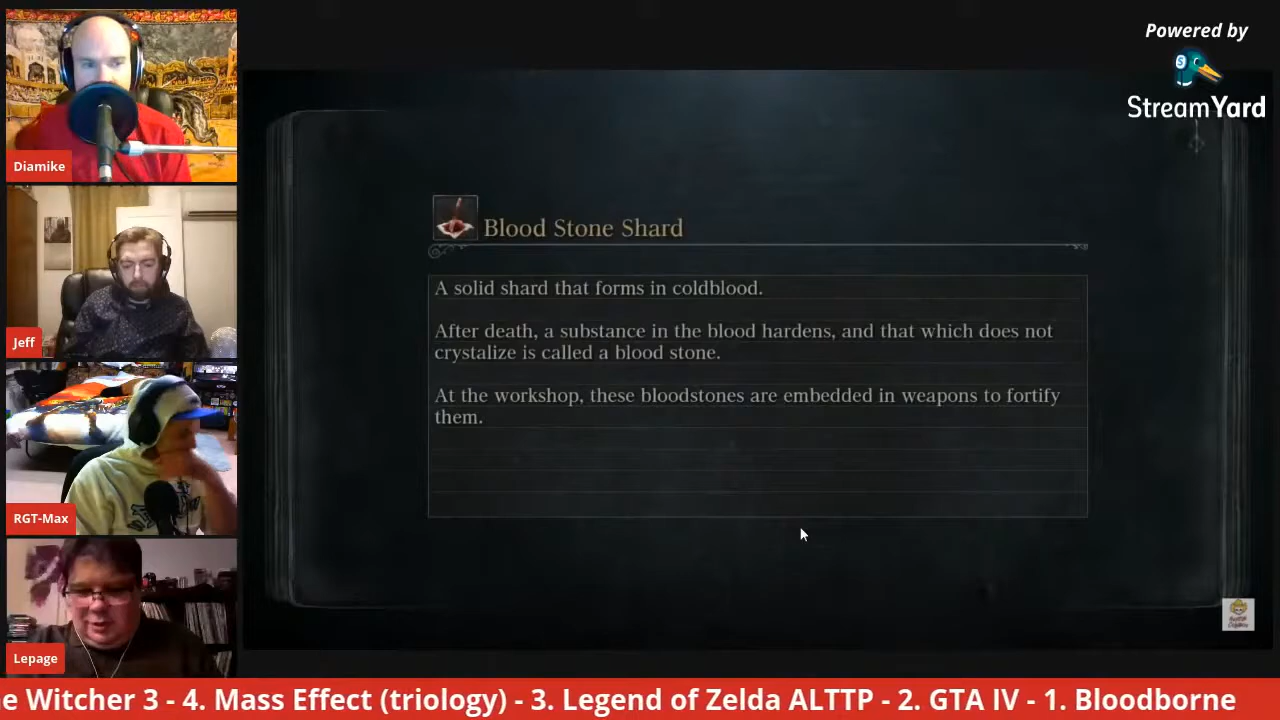 Powered by
StreamYard
Diamike
Jeff
RGT-Max
Lepage
Blood Stone Shard
A solid shard that forms in coldblood.
After death, a substance in the blood hardens, and that which does not
crystalize is called a blood stone.
At the workshop, these bloodstones are embedded in weapons to fortify
them.
e Witcher 3 - 4. Mass Effect (triology) - 3. Legend of Zelda ALTTP - 2. GTA IV - 1. Bloodborne